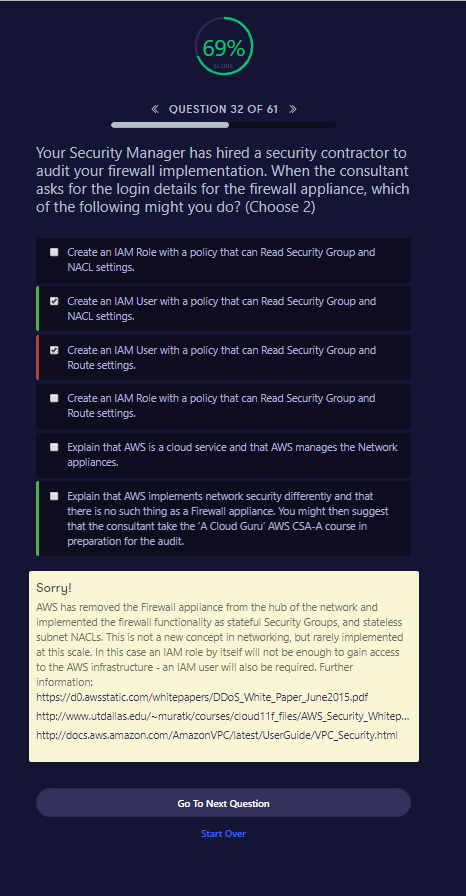 69%
SCORE
« QUESTION 32 OF 61 »
Your Security Manager has hired a security contractor to
audit your firewall implementation. When the consultant
asks for the login details for the firewall appliance, which
of the following might you do? (Choose 2)
Create an IAM Role with a policy that can Read Security Group and
NACL settings.
Create an IAM User with a policy that can Read Security Group and
NACL settings.
Create an IAM User with a policy that can Read Security Group and
Route settings.
Create an IAM Role with a policy that can Read Security Group and
Route settings.
Explain that AWS is a cloud service and that AWS manages the Network
appliances.
Explain that AWS implements network security differently and that
there is no such thing as a Firewall appliance. You might then suggest
that the consultant take the 'A Cloud Guru' AWS CSA-A course in
preparation for the audit.
Sorry!
AWS has removed the Firewall appliance from the hub of the network and
implemented the firewall functionality as stateful Security Groups, and stateless
subnet NACLs. This is not a new concept in networking, but rarely implemented
at this scale. In this case an IAM role by itself will not be enough to gain access
to the AWS infrastructure - an IAM user will also be required. Further
information:
https://d0.awsstatic.com/whitepapers/DDoS_White_Paper_June2015.pdf
http://www.utdallas.edu/~muratk/courses/cloud11f_files/AWS_Security_Whitep...
http://docs.aws.amazon.com/AmazonVPC/latest/UserGuide/VPC_Security.html
Go To Next Question
Start Over